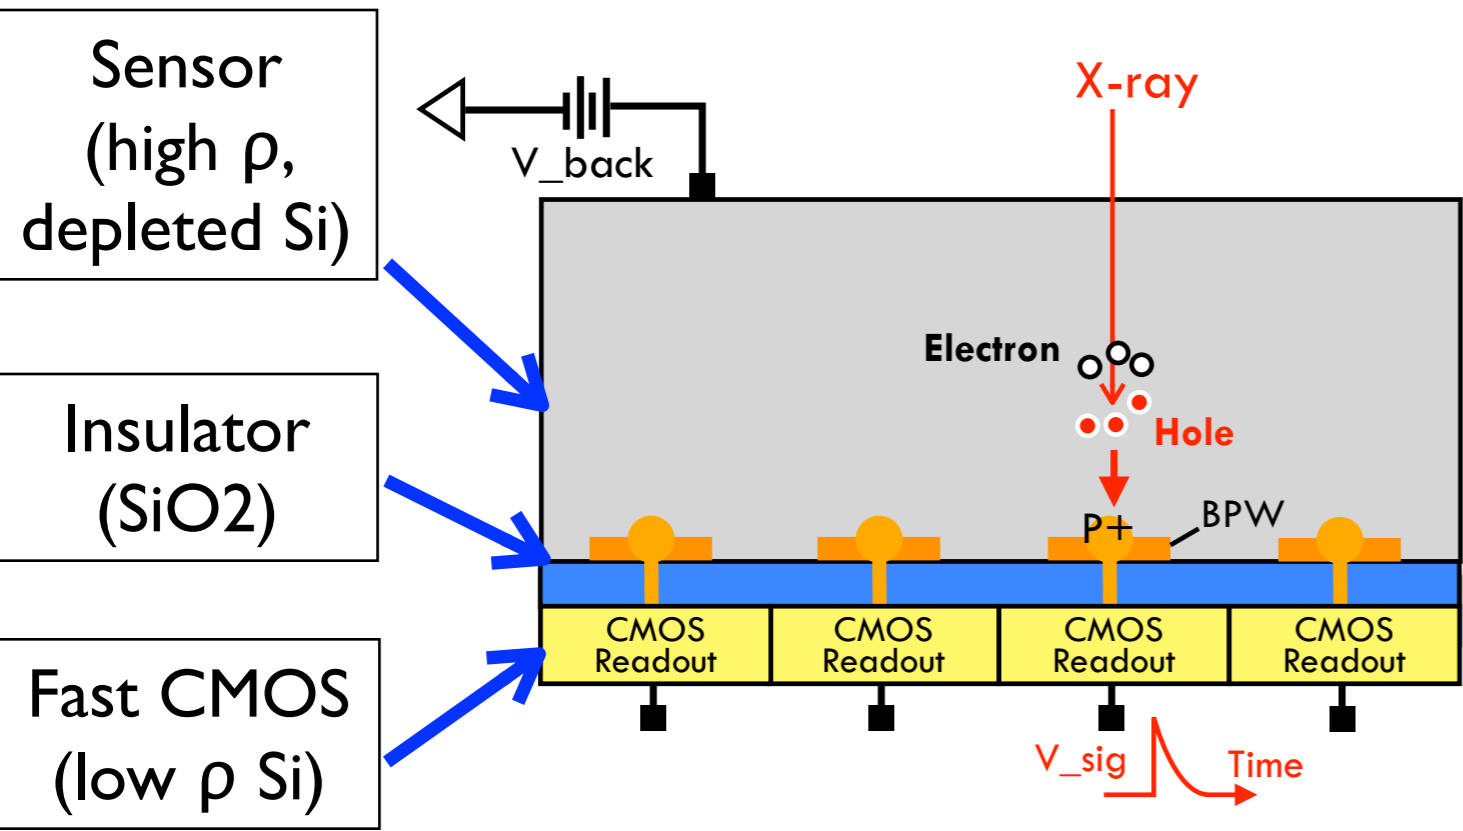 Sensor
(high ρ,
depleted Si)
V_back
X-ray
Electron
Hole
Insulator
(SiO2)
P+
BPW
CMOS
Readout
CMOS
Readout
CMOS
Readout
CMOS
Readout
Fast CMOS
(low ρ Si)
V_sig
Time